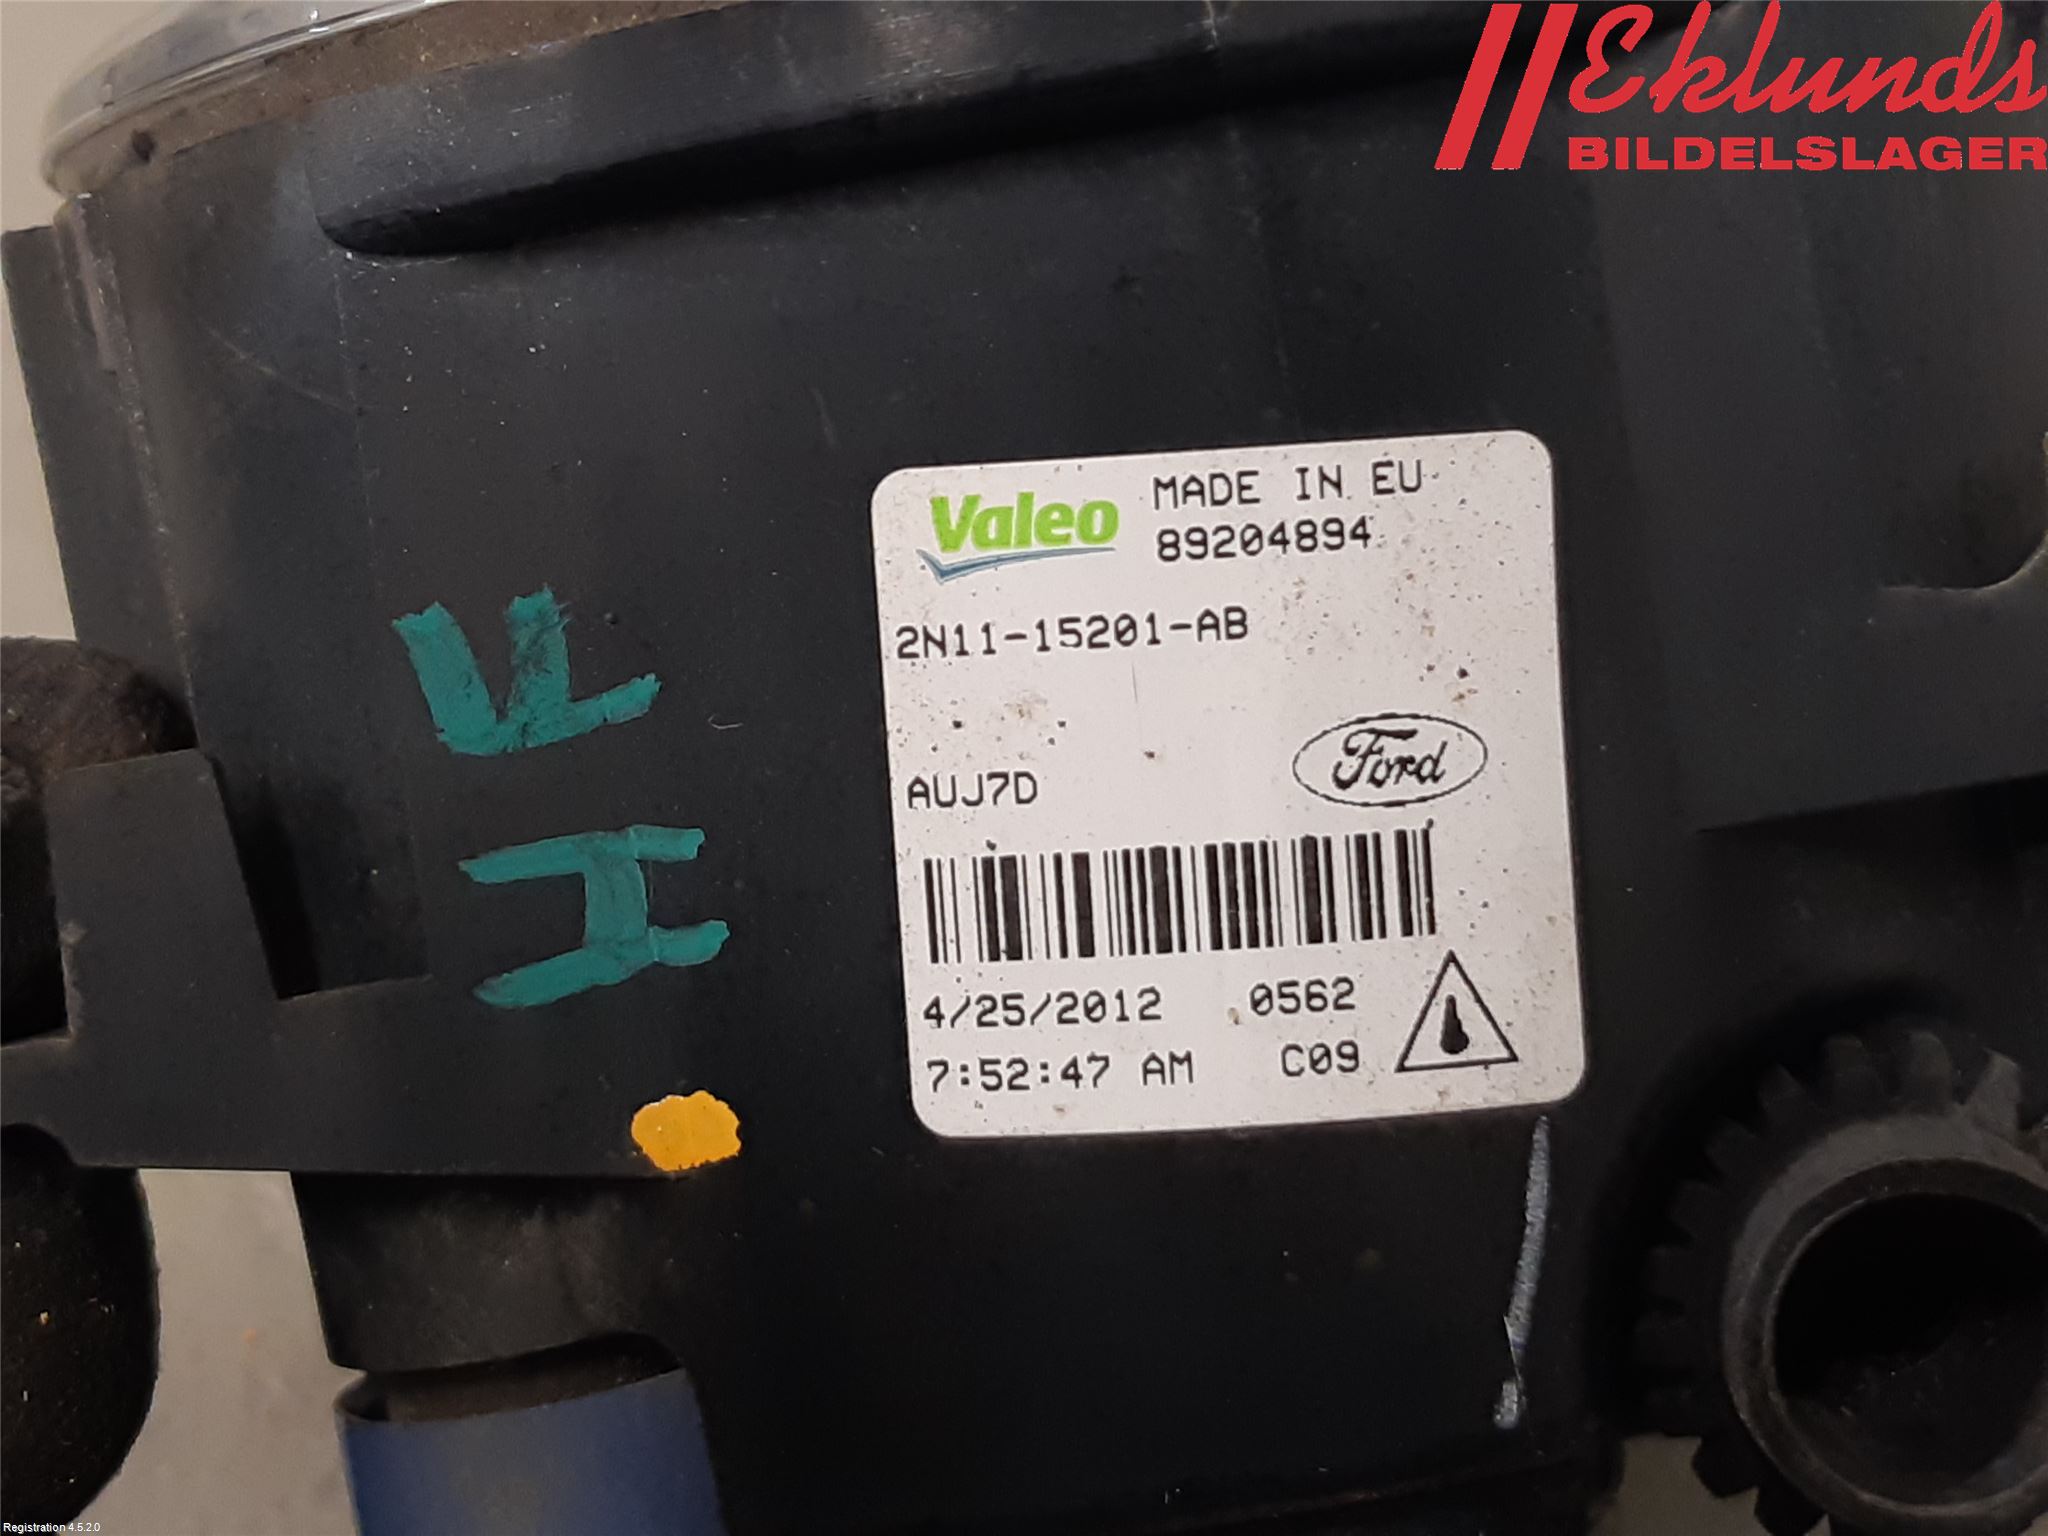 Eklunds
BILDELSLAGER
Valeo
MADE IN EU
89204894
2N11-15201-AB
AUJ7D
Ford
4/25/2012 0562
7:52:47 AM C09
HF
Registration 4.5.2.0